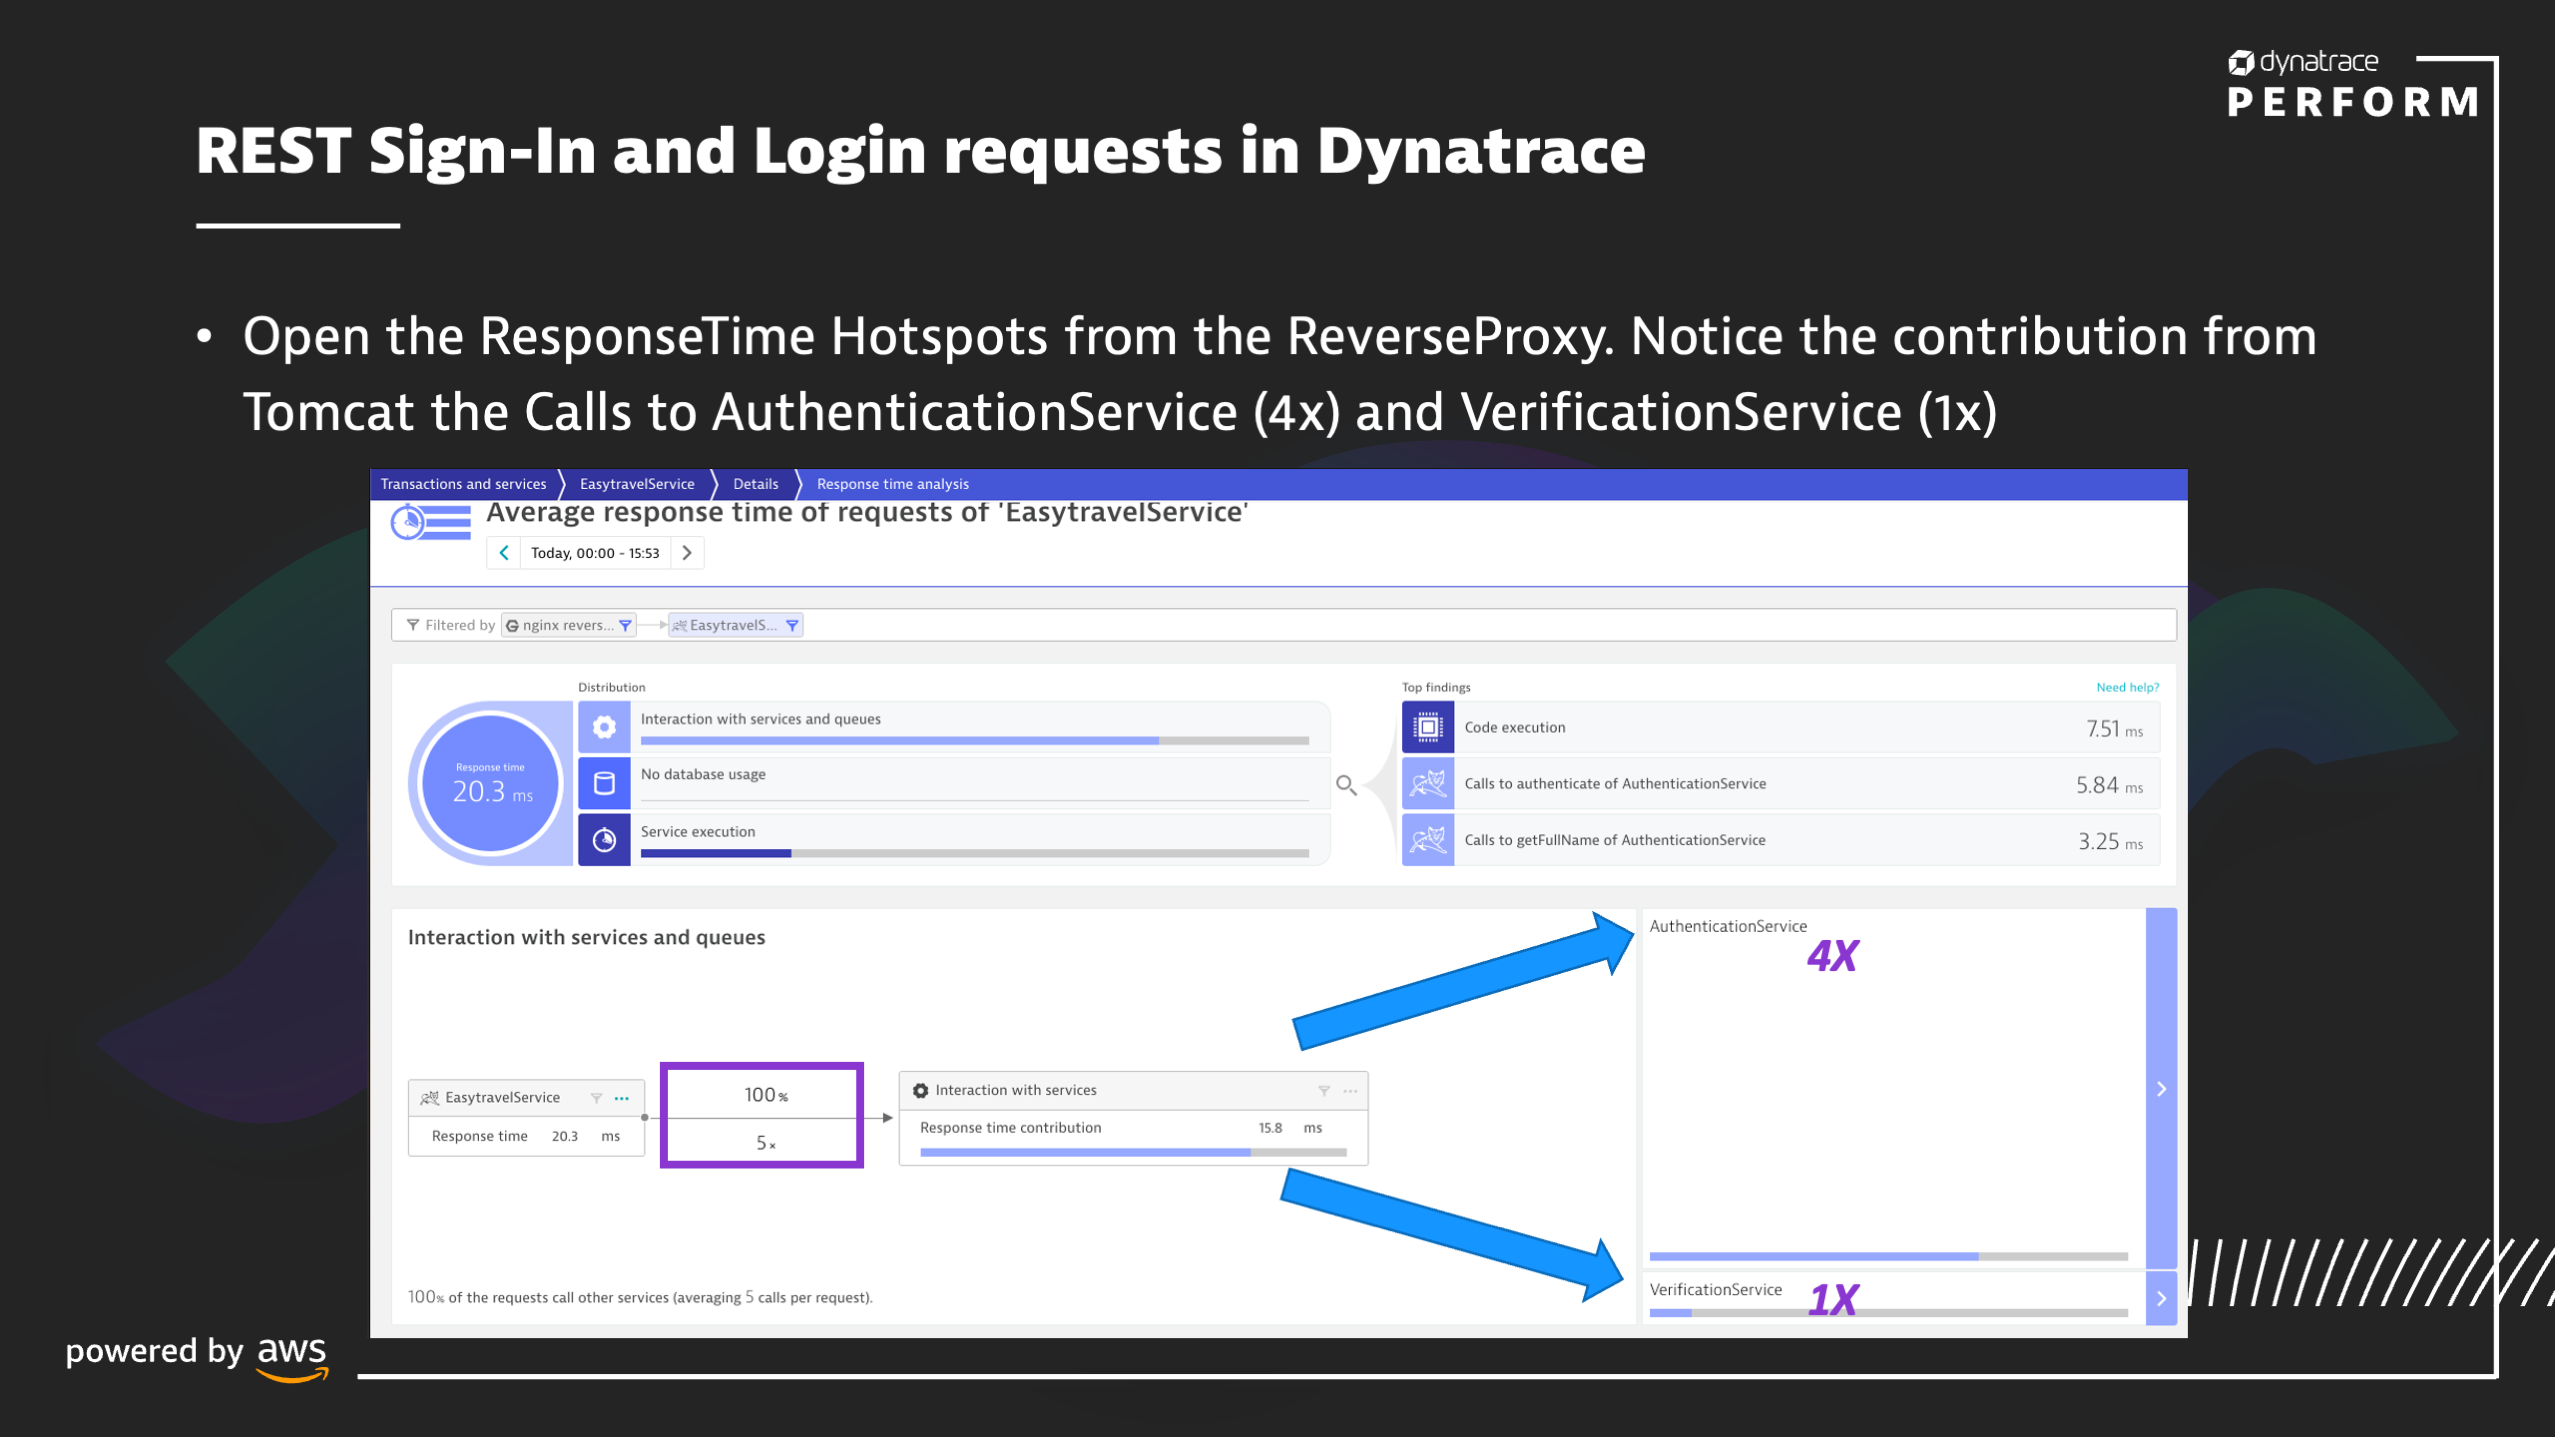 dynatrace
PERFORM
REST Sign-In and Login requests in Dynatrace
• Open the ResponseTime Hotspots from the ReverseProxy. Notice the contribution from
Tomcat the Calls to AuthenticationService (4x) and VerificationService (1x)
Transactions and services EasytravelService Details Response time analysis
Average response time of requests of 'EasytravelService'
Today, 00:00 - 15:53
Filtered by nginx revers... EasytravelS...
Distribution
Response time
20.3 ms
Interaction with services and queues
No database usage
Service execution
Top findings Need help?
Code execution 7.51 ms
Calls to authenticate of AuthenticationService 5.84 ms
Calls to getFullName of AuthenticationService 3.25 ms
Interaction with services and queues
EasytravelService ...
Response time 20.3 ms
100 %
5 x
Interaction with services ...
Response time contribution 15.8 ms
100% of the requests call other services (averaging 5 calls per request).
AuthenticationService
4X
VerificationService 1X
powered by aws